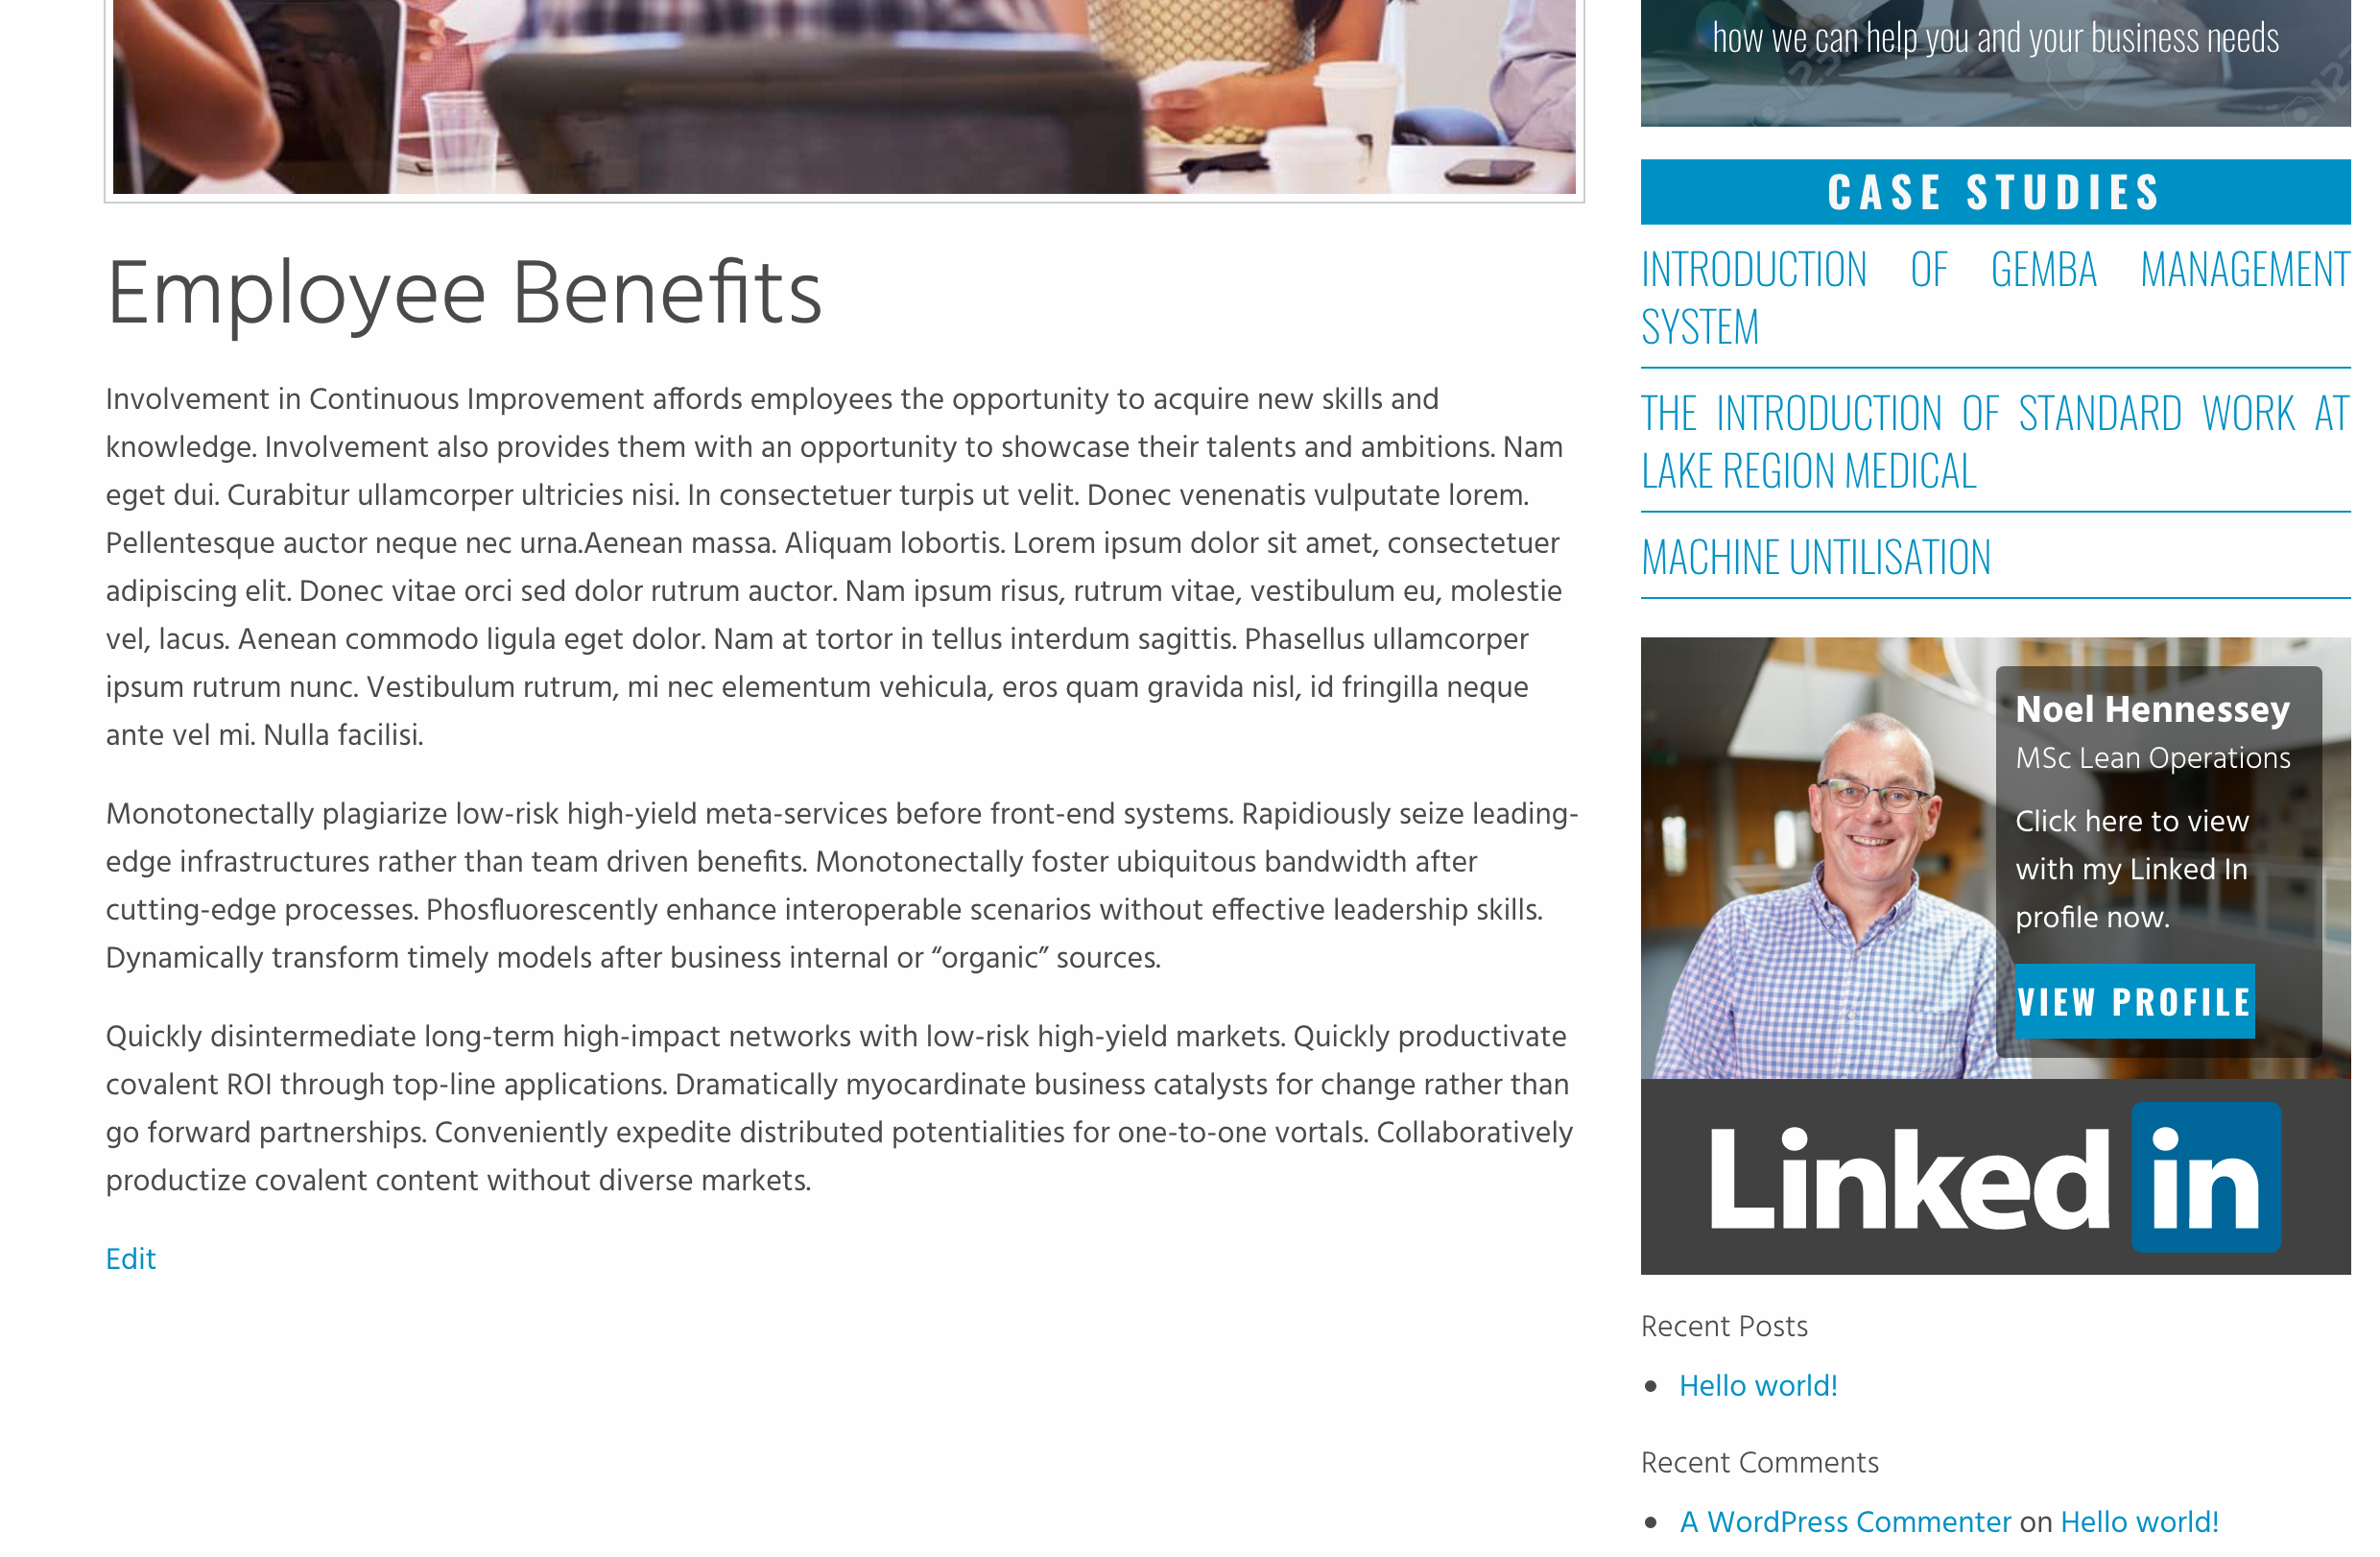 how we can help you and your business needs
CASE STUDIES
INTRODUCTION OF GEMBA MANAGEMENT
SYSTEM
THE INTRODUCTION OF STANDARD WORK AT
LAKE REGION MEDICAL
MACHINE UNTILISATION
Employee Benefits
Involvement in Continuous Improvement affords employees the opportunity to acquire new skills and
knowledge. Involvement also provides them with an opportunity to showcase their talents and ambitions. Nam
eget dui. Curabitur ullamcorper ultricies nisi. In consectetuer turpis ut velit. Donec venenatis vulputate lorem.
Pellentesque auctor neque nec urna.Aenean massa. Aliquam lobortis. Lorem ipsum dolor sit amet, consectetuer
adipiscing elit. Donec vitae orci sed dolor rutrum auctor. Nam ipsum risus, rutrum vitae, vestibulum eu, molestie
vel, lacus. Aenean commodo ligula eget dolor. Nam at tortor in tellus interdum sagittis. Phasellus ullamcorper
ipsum rutrum nunc. Vestibulum rutrum, mi nec elementum vehicula, eros quam gravida nisl, id fringilla neque
ante vel mi. Nulla facilisi.
Monotonectally plagiarize low-risk high-yield meta-services before front-end systems. Rapidiously seize leading-
edge infrastructures rather than team driven benefits. Monotonectally foster ubiquitous bandwidth after
cutting-edge processes. Phosfluorescently enhance interoperable scenarios without effective leadership skills.
Dynamically transform timely models after business internal or “organic” sources.
Quickly disintermediate long-term high-impact networks with low-risk high-yield markets. Quickly productivate
covalent ROI through top-line applications. Dramatically myocardinate business catalysts for change rather than
go forward partnerships. Conveniently expedite distributed potentialities for one-to-one vortals. Collaboratively
productize covalent content without diverse markets.
Edit
Noel Hennessey
MSc Lean Operations
Click here to view
with my Linked In
profile now.
VIEW PROFILE
Linked in
Recent Posts
Hello world!
Recent Comments
A WordPress Commenter on Hello world!